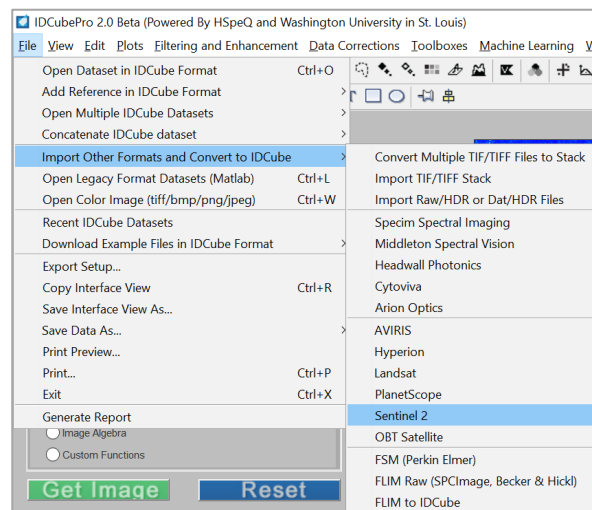 IDCubePro 2.0 Beta (Powered By HSpeQ and Washington University in St. Louis)
File View Edit Plots Filtering and Enhancement Data Corrections Toolboxes Machine Learning
Open Dataset in IDCube Format Ctrl+O
Add Reference in IDCube Format
Open Multiple IDCube Datasets
Concatenate IDCube dataset
Import Other Formats and Convert to IDCube
Open Legacy Format Datasets (Matlab) Ctrl+L
Open Color Image (tiff/bmp/png/jpeg) Ctrl+W
Recent IDCube Datasets
Download Example Files in IDCube Format
Export Setup...
Copy Interface View Ctrl+R
Save Interface View As...
Save Data As...
Print Preview...
Print... Ctrl+P
Exit Ctrl+X
Generate Report
Convert Multiple TIF/TIFF Files to Stack
Import TIF/TIFF Stack
Import Raw/HDR or Dat/HDR Files
Specim Spectral Imaging
Middleton Spectral Vision
Headwall Photonics
Cytoviva
Arion Optics
AVIRIS
Hyperion
Landsat
PlanetScope
Sentinel 2
OBT Satellite
FSM (Perkin Elmer)
FLIM Raw (SPCImage, Becker & Hickl)
FLIM to IDCube
Image Algebra
Custom Functions
Get Image Reset